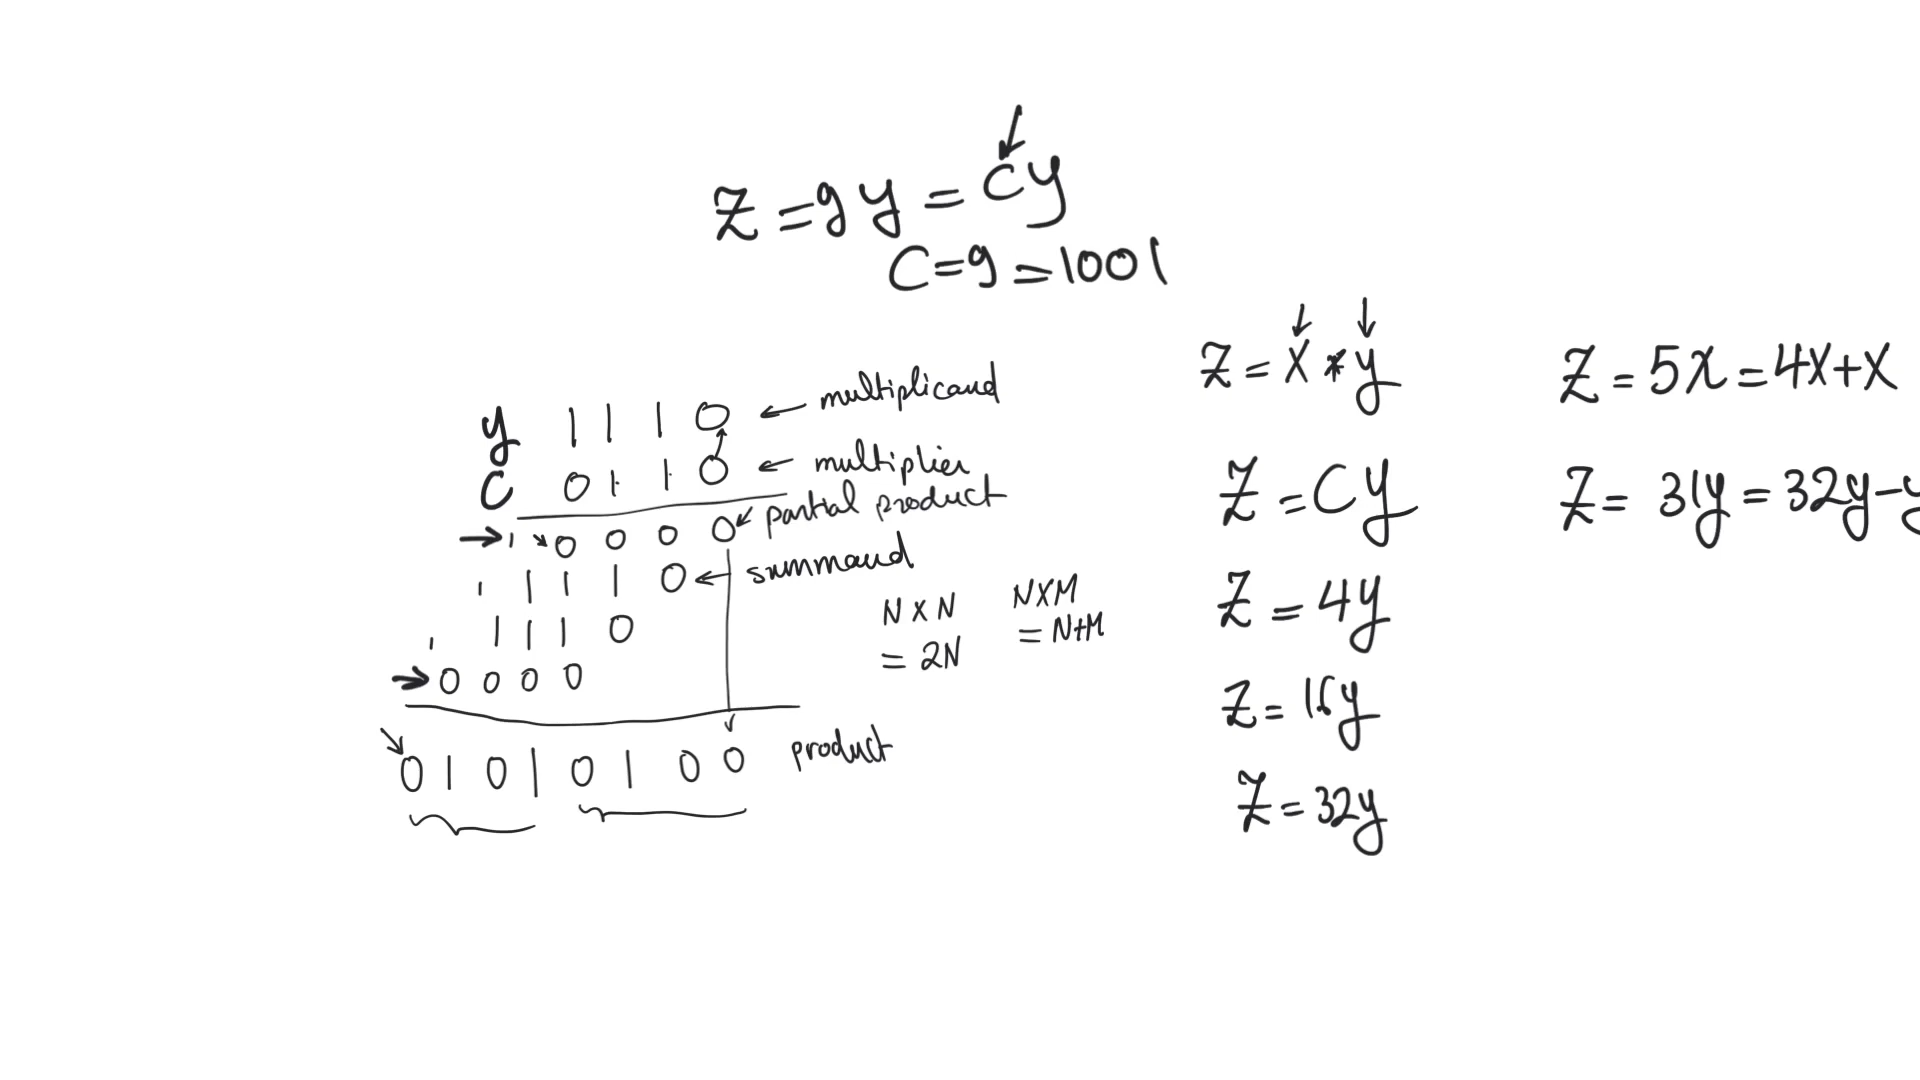 Z = 9y = cy
C = 9 = 1001
y 1 1 1 0 ← multiplicand
C 0 1 1 0 ← multiplier
→ 0 0 0 0 partial product
1 1 1 0 ← summand
1 1 1 0
→ 0 0 0 0
0 1 0 1 0 1 0 0 product
N X N
= 2N
N X M
= N+M
Z = X * y
Z = Cy
Z = 4y
Z = 16y
Z = 32y
Z = 5X = 4X+X
Z = 31y = 32y-y